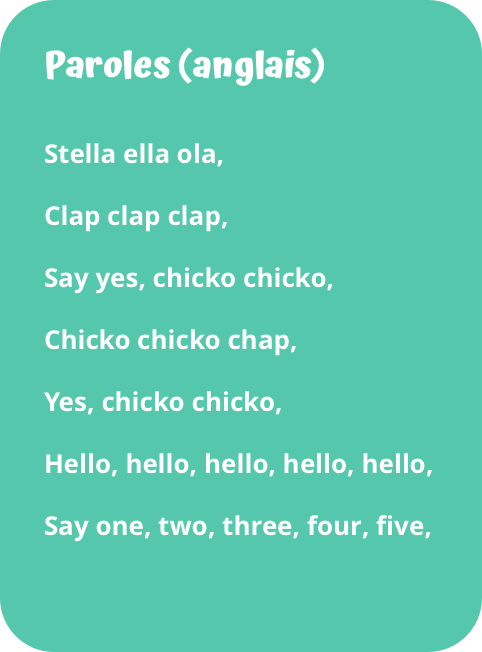 Paroles (anglais)
Stella ella ola,
Clap clap clap,
Say yes, chicko chicko,
Chicko chicko chap,
Yes, chicko chicko,
Hello, hello, hello, hello, hello,
Say one, two, three, four, five,